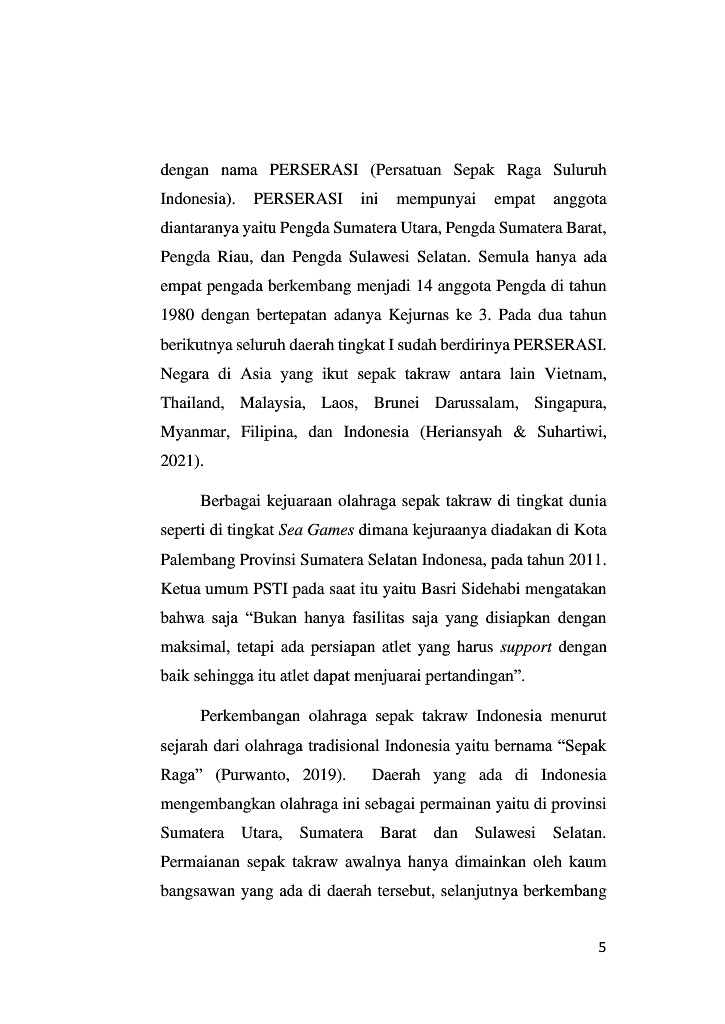 dengan nama PERSERASI (Persatuan Sepak Raga Suluruh
Indonesia). PERSERASI ini mempunyai empat anggota
diantaranya yaitu Pengda Sumatera Utara, Pengda Sumatera Barat,
Pengda Riau, dan Pengda Sulawesi Selatan. Semula hanya ada
empat pengada berkembang menjadi 14 anggota Pengda di tahun
1980 dengan bertepatan adanya Kejurnas ke 3. Pada dua tahun
berikutnya seluruh daerah tingkat I sudah berdirinya PERSERASI.
Negara di Asia yang ikut sepak takraw antara lain Vietnam,
Thailand, Malaysia, Laos, Brunei Darussalam, Singapura,
Myanmar, Filipina, dan Indonesia (Heriansyah & Suhartiwi,
2021).
Berbagai kejuaraan olahraga sepak takraw di tingkat dunia
seperti di tingkat Sea Games dimana kejuraanya diadakan di Kota
Palembang Provinsi Sumatera Selatan Indonesa, pada tahun 2011.
Ketua umum PSTI pada saat itu yaitu Basri Sidehabi mengatakan
bahwa saja “Bukan hanya fasilitas saja yang disiapkan dengan
maksimal, tetapi ada persiapan atlet yang harus support dengan
baik sehingga itu atlet dapat menjuarai pertandingan”.
Perkembangan olahraga sepak takraw Indonesia menurut
sejarah dari olahraga tradisional Indonesia yaitu bernama “Sepak
Raga” (Purwanto, 2019). Daerah yang ada di Indonesia
mengembangkan olahraga ini sebagai permainan yaitu di provinsi
Sumatera Utara, Sumatera Barat dan Sulawesi Selatan.
Permaianan sepak takraw awalnya hanya dimainkan oleh kaum
bangsawan yang ada di daerah tersebut, selanjutnya berkembang
5